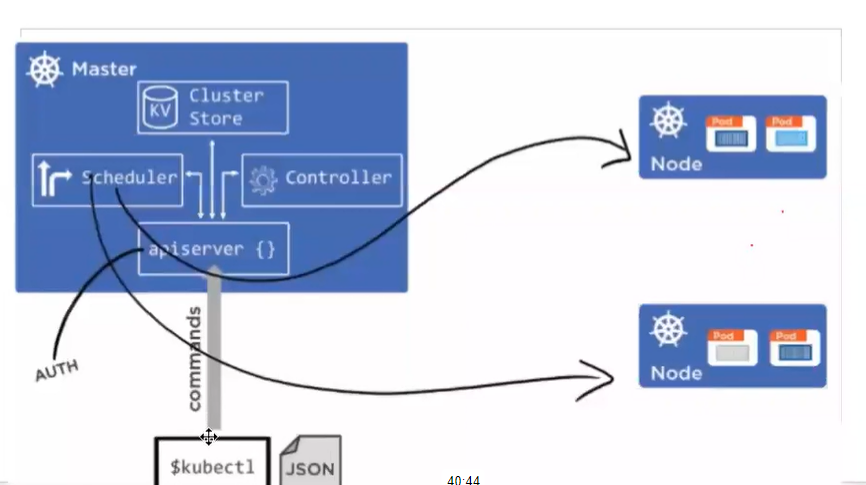 Master
KV
Cluster
Store
Scheduler
Controller
apiserver {}
AUTH
commands
$kubectl
JSON
Pod
Pod
Node
Pod
Pod
Node
40:44